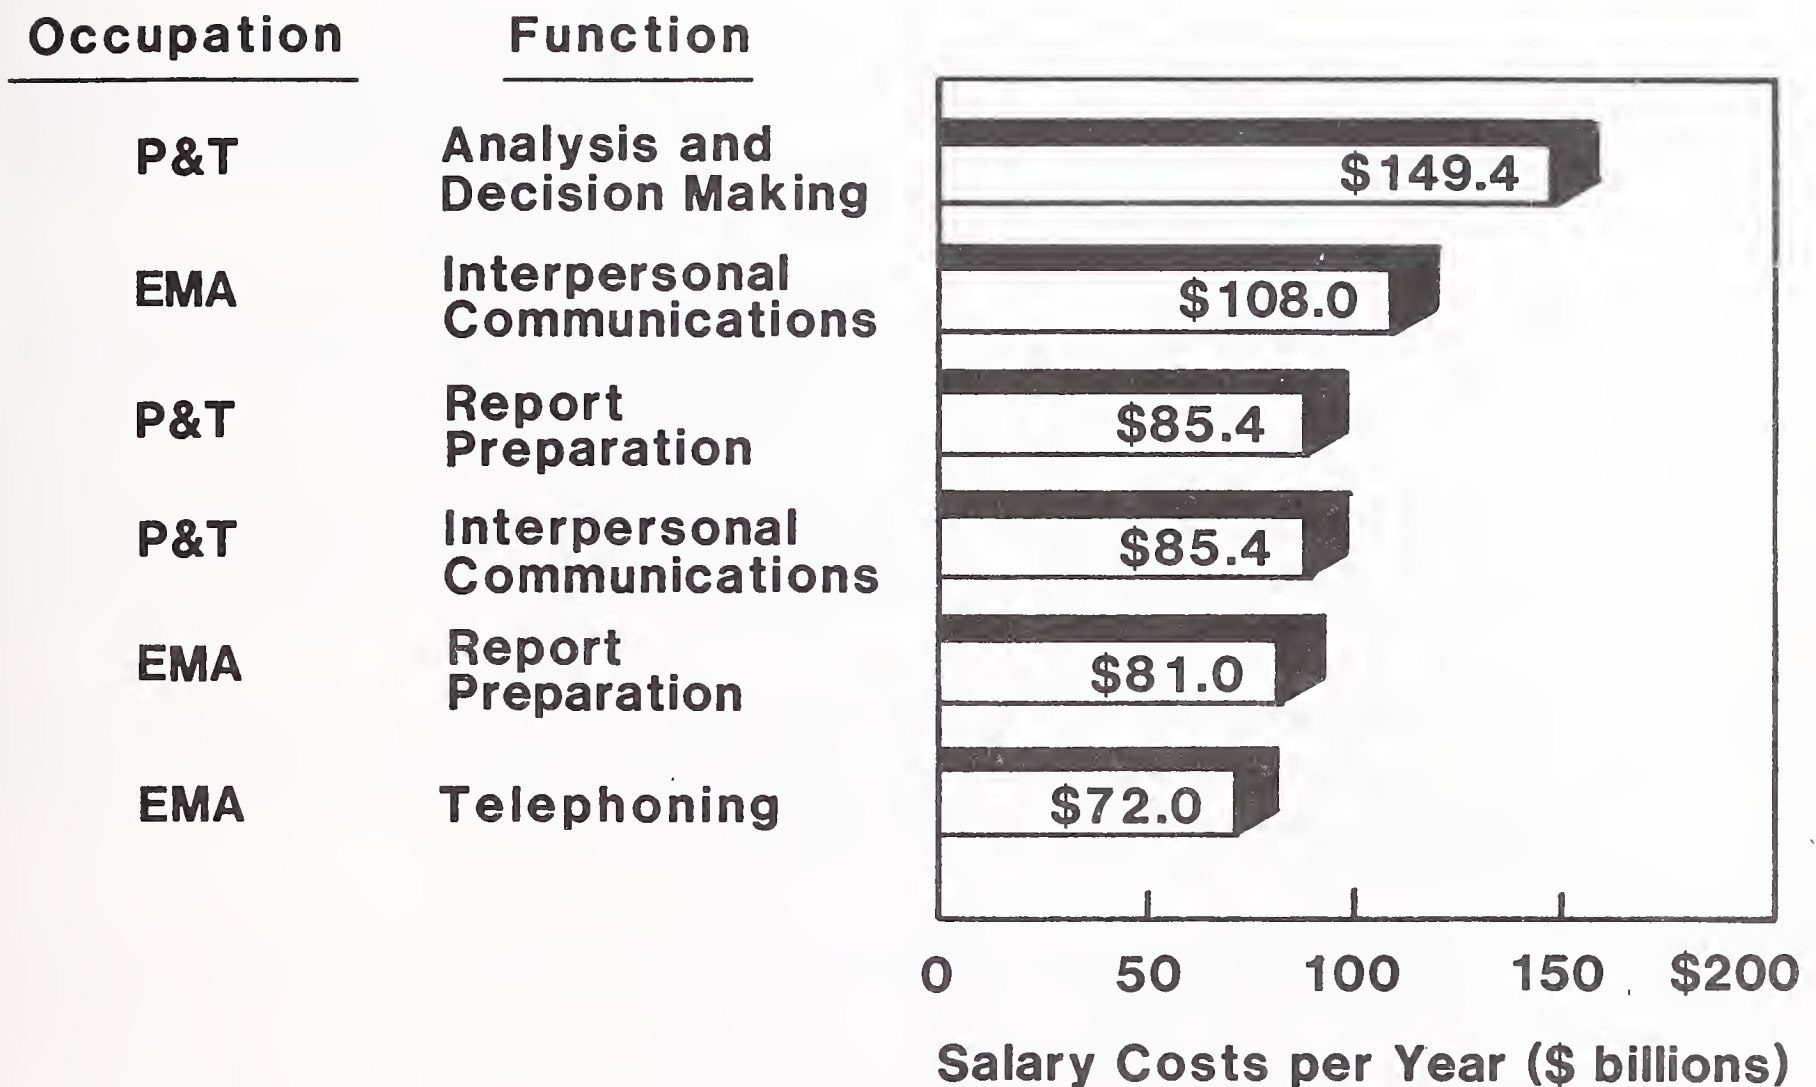 Occupation Function
P&T Analysis and
Decision Making $149.4
EMA Interpersonal
Communications $108.0
P&T Report
Preparation $85.4
P&T Interpersonal
Communications $85.4
EMA Report
Preparation $81.0
EMA Telephoning $72.0
0 50 100 150 $200
Salary Costs per Year ($ billions)